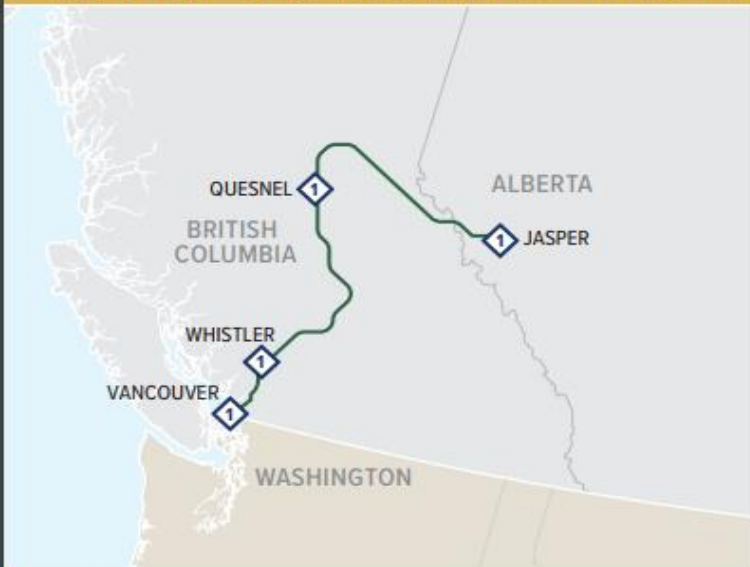 QUESNEL 1
ALBERTA
BRITISH
COLUMBIA
1 JASPER
WHISTLER
1
VANCOUVER
1
WASHINGTON